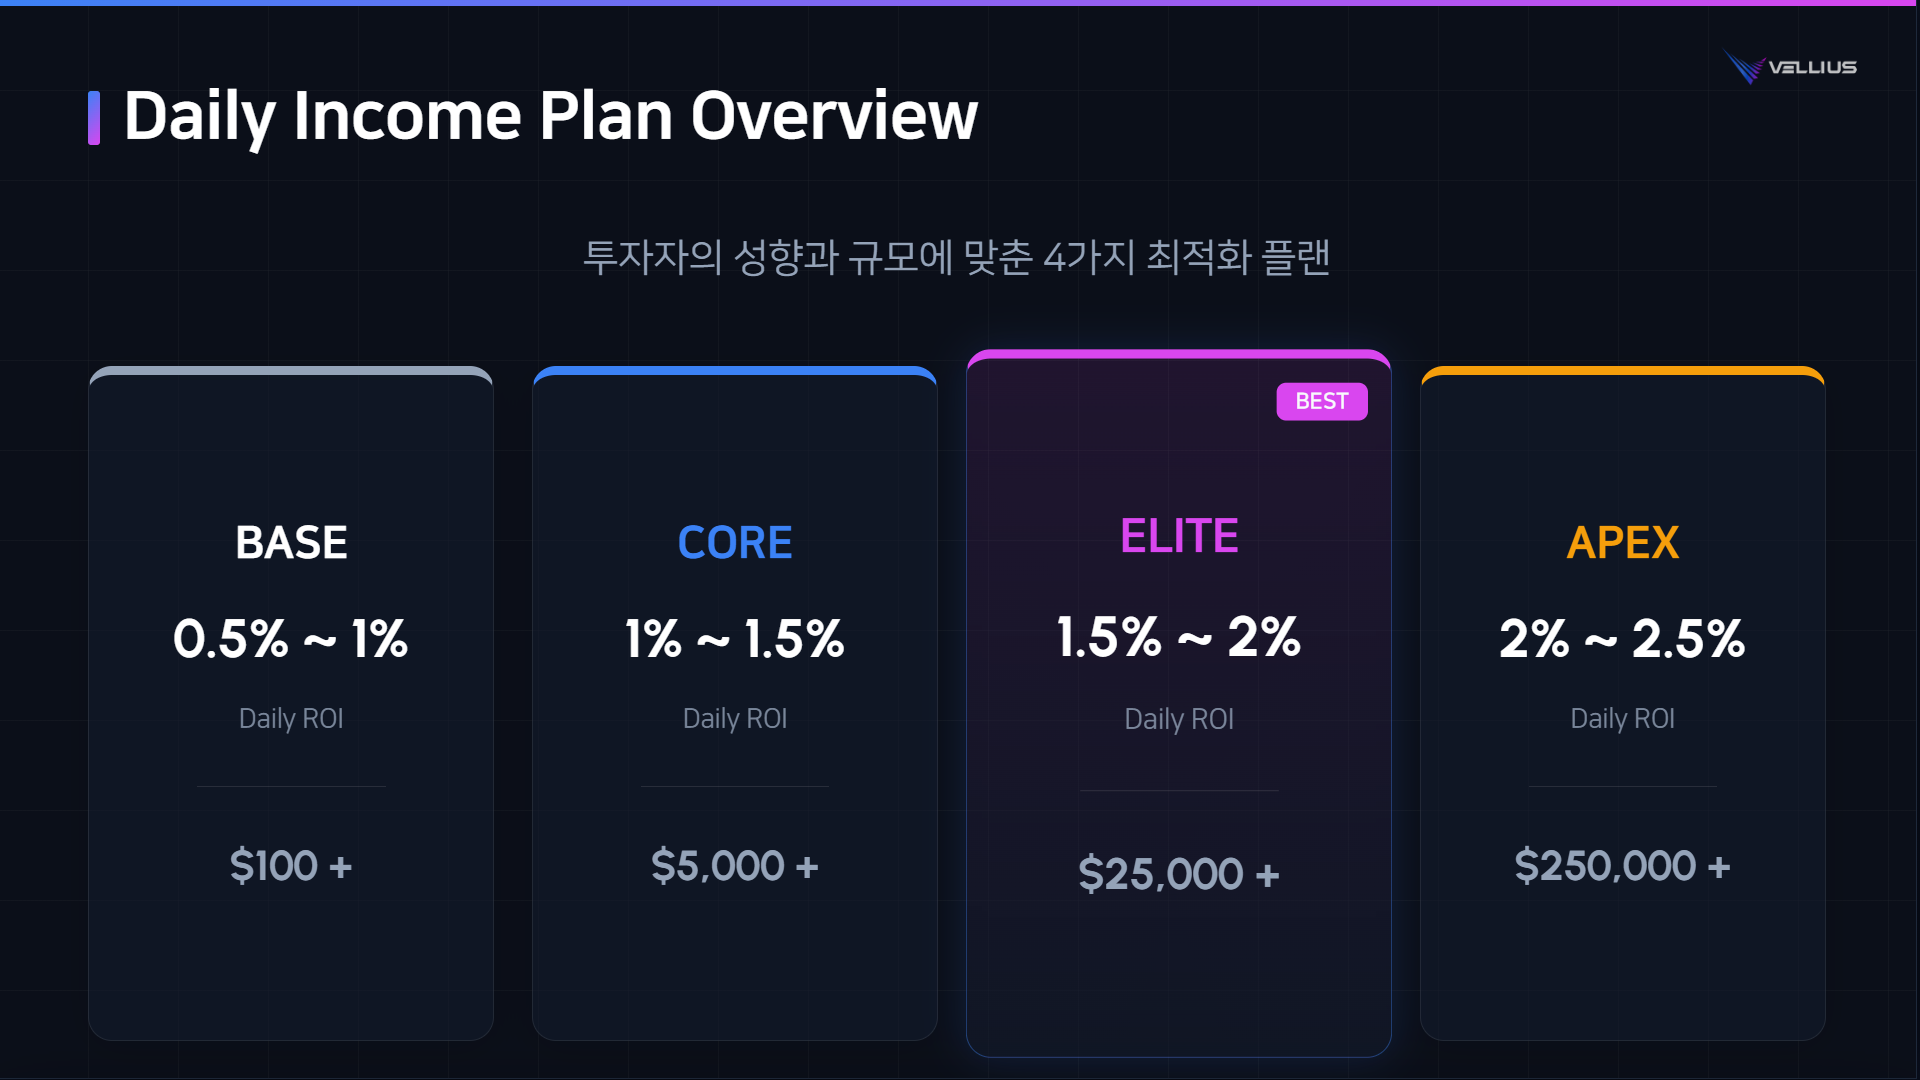 VELLIUS
Daily Income Plan Overview
투자자의 성향과 규모에 맞춘 4가지 최적화 플랜
BASE
0.5% ~ 1%
Daily ROI
$100 +
CORE
1% ~ 1.5%
Daily ROI
$5,000 +
BEST
ELITE
1.5% ~ 2%
Daily ROI
$25,000 +
APEX
2% ~ 2.5%
Daily ROI
$250,000 +